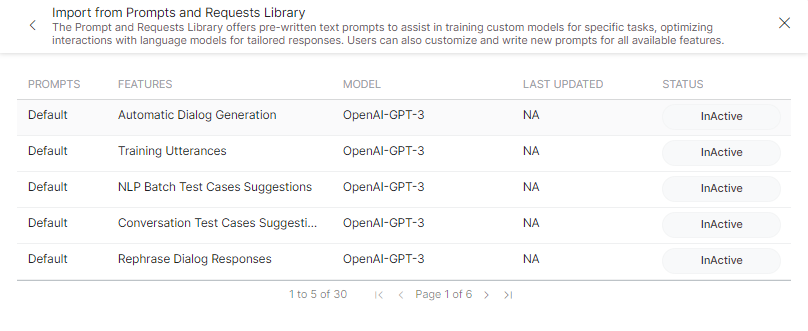 Import from Prompts and Requests Library
The Prompt and Requests Library offers pre-written text prompts to assist in training custom models for specific tasks, optimizing
interactions with language models for tailored responses. Users can also customize and write new prompts for all available features.
PROMPTS FEATURES MODEL LAST UPDATED STATUS
Default Automatic Dialog Generation OpenAI-GPT-3 NA InActive
Default Training Utterances OpenAI-GPT-3 NA InActive
Default NLP Batch Test Cases Suggestions OpenAI-GPT-3 NA InActive
Default Conversation Test Cases Suggesti... OpenAI-GPT-3 NA InActive
Default Rephrase Dialog Responses OpenAI-GPT-3 NA InActive
1 to 5 of 30 Page 1 of 6